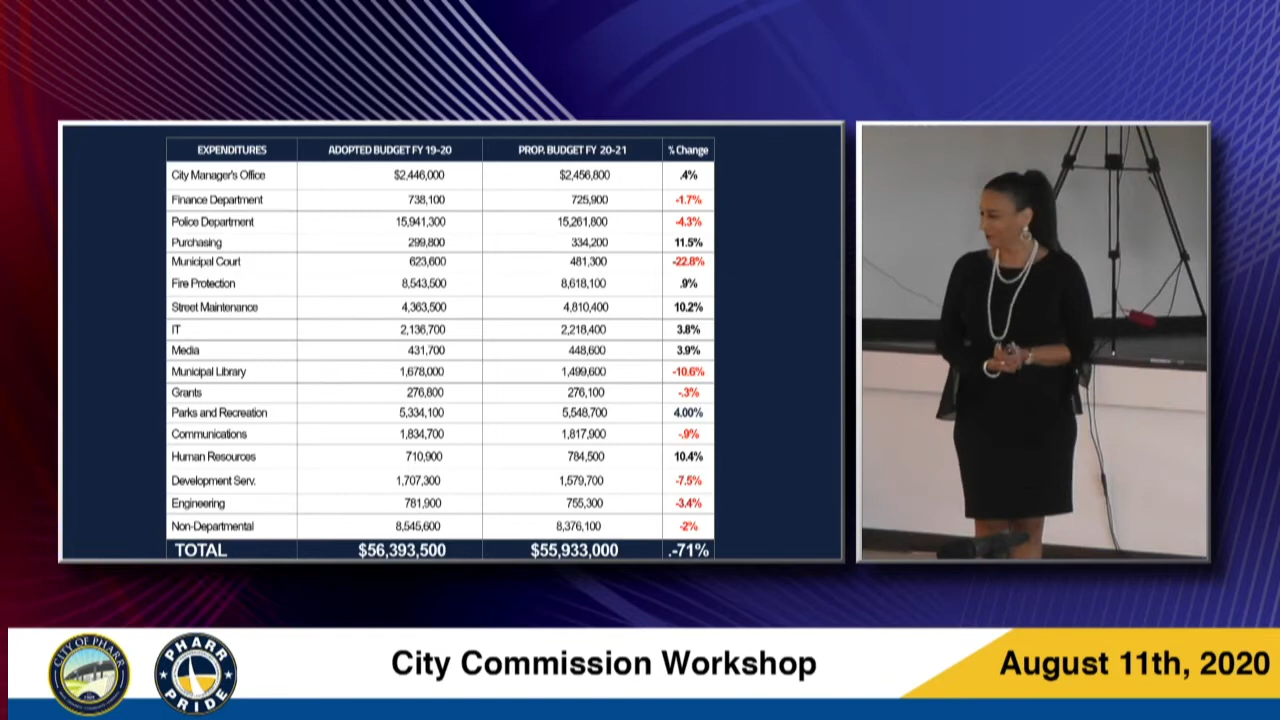 EXPENDITURES ADOPTED BUDGET FY 19-20 PROP. BUDGET FY 20-21 % Change
City Manager's Office $2,446,000 $2,456,800 .4%
Finance Department 738,100 725,900 -1.7%
Police Department 15,941,300 15,261,800 -4.3%
Purchasing 299,800 334,200 11.5%
Municipal Court 623,600 481,300 -22.8%
Fire Protection 8,543,500 8,618,100 .9%
Street Maintenance 4,363,500 4,810,400 10.2%
IT 2,136,700 2,218,400 3.8%
Media 431,700 448,600 3.9%
Municipal Library 1,678,000 1,499,600 -10.6%
Grants 276,800 276,100 -.3%
Parks and Recreation 5,334,100 5,548,700 4.00%
Communications 1,834,700 1,817,900 -.9%
Human Resources 710,900 784,500 10.4%
Development Serv. 1,707,300 1,579,700 -7.5%
Engineering 781,900 755,300 -3.4%
Non-Departmental 8,545,600 8,376,100 -2%
TOTAL $56,393,500 $55,933,000 .-71%
CITY OF PHARR
PHARR
PRIDE
City Commission Workshop
August 11th, 2020